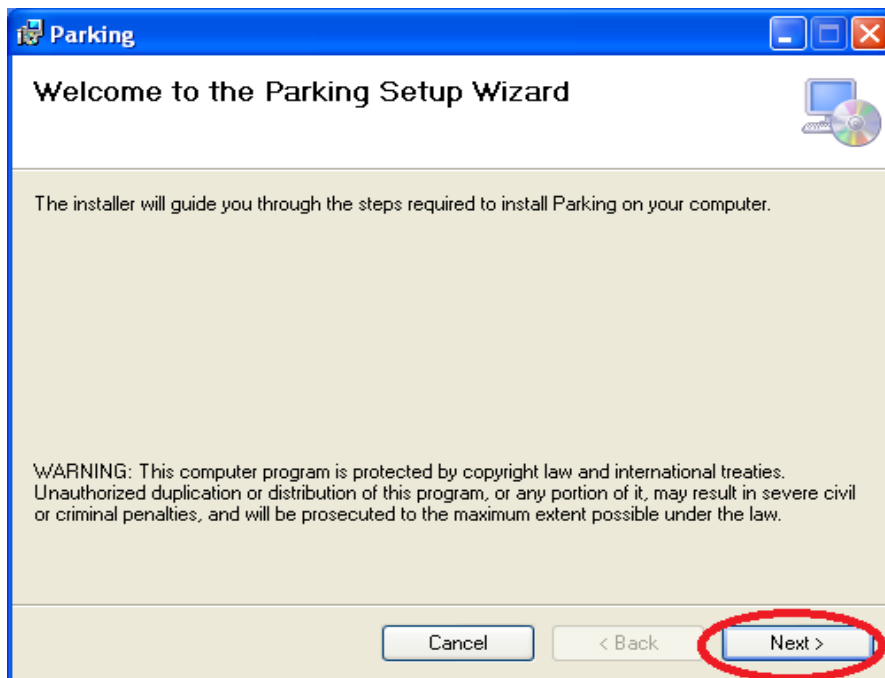 Parking
Welcome to the Parking Setup Wizard
The installer will guide you through the steps required to install Parking on your computer.
WARNING: This computer program is protected by copyright law and international treaties.
Unauthorized duplication or distribution of this program, or any portion of it, may result in severe civil
or criminal penalties, and will be prosecuted to the maximum extent possible under the law.
Cancel < Back Next >